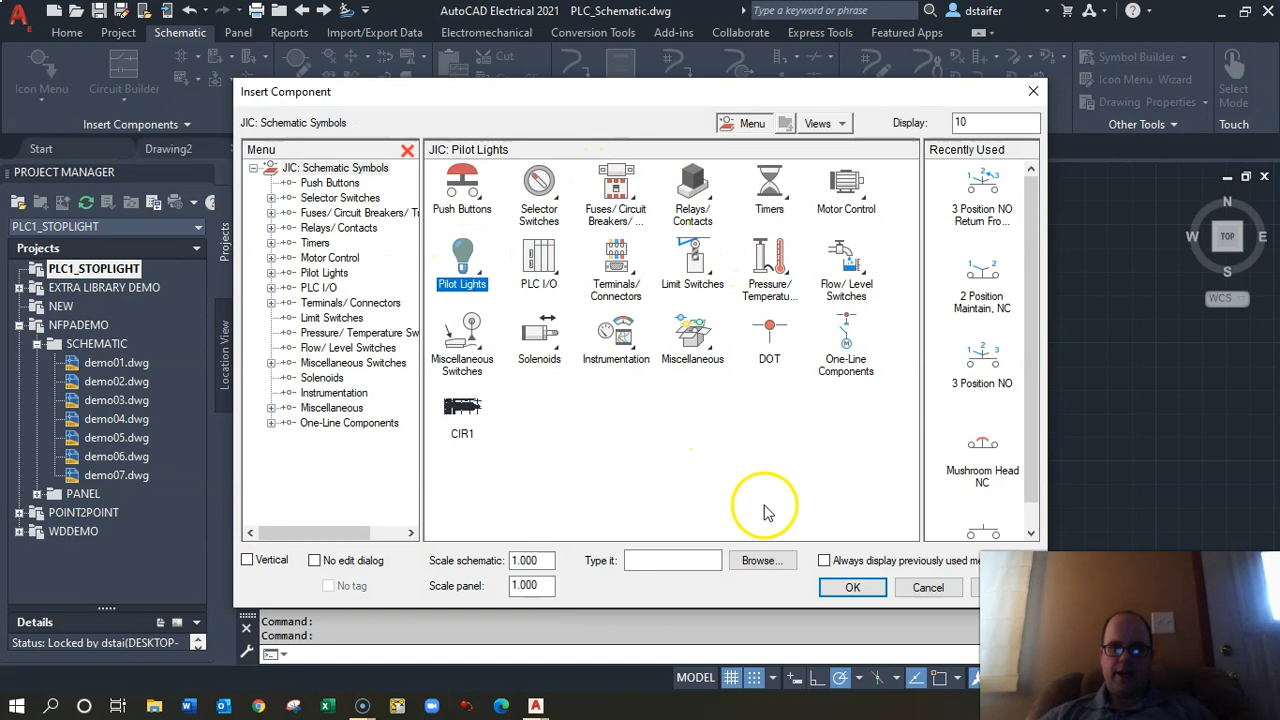 AutoCAD Electrical 2021 PLC_Schematic.dwg
Type a keyword or phrase
dstaifer
Home
Project
Schematic
Panel
Reports
Import/Export Data
Electromechanical
Conversion Tools
Add-ins
Collaborate
Express Tools
Featured Apps
Icon Menu
Circuit Builder
Cut
Symbol Builder
Icon Menu Wizard
Drawing Properties
Select
Mode
Insert Components
Other Tools
Touch
Start
Drawing2
PROJECT MANAGER
PLC1_STOPLIGHT
Projects
PLC1_STOPLIGHT
EXTRA LIBRARY DEMO
NEW
NFPADEMO
SCHEMATIC
demo01.dwg
demo02.dwg
demo03.dwg
demo04.dwg
demo05.dwg
demo06.dwg
demo07.dwg
PANEL
POINT2POINT
WDDEMO
Details
Status: Locked by dstai(DESKTOP-
Projects
Location View
Insert Component
JIC: Schematic Symbols
Menu
Views
Display:
10
Menu
JIC: Schematic Symbols
Push Buttons
Selector Switches
Fuses/ Circuit Breakers/ Tr
Relays/ Contacts
Timers
Motor Control
Pilot Lights
PLC I/O
Terminals/ Connectors
Limit Switches
Pressure/ Temperature Sw
Flow/ Level Switches
Miscellaneous Switches
Solenoids
Instrumentation
Miscellaneous
One-Line Components
JIC: Pilot Lights
Push Buttons
Selector
Switches
Fuses/ Circuit
Breakers/ ...
Relays/
Contacts
Timers
Motor Control
Pilot Lights
PLC I/O
Terminals/
Connectors
Limit Switches
Pressure/
Temperatu...
Flow/ Level
Switches
Miscellaneous
Switches
Solenoids
Instrumentation
Miscellaneous
DOT
One-Line
Components
CIR1
Recently Used
3 Position NO
Return Fro...
2 Position
Maintain, NC
3 Position NO
Mushroom Head
NC
Vertical
No edit dialog
No tag
Scale schematic:
1.000
Scale panel:
1.000
Type it:
Browse...
Always display previously used me
OK
Cancel
N
W
TOP
E
S
WCS
Command:
Command:
MODEL